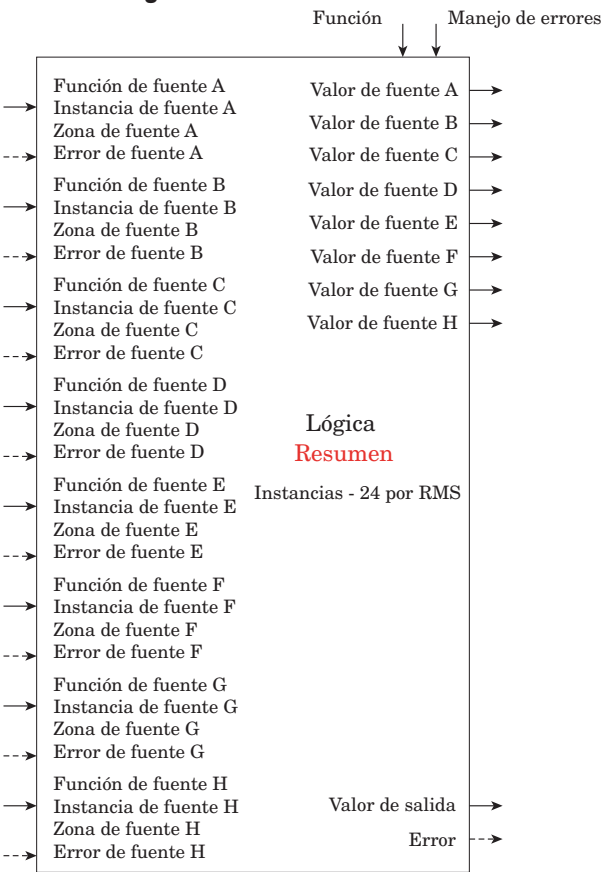 Función
Manejo de errores
Función de fuente A
Instancia de fuente A
Zona de fuente A
Error de fuente A
Función de fuente B
Instancia de fuente B
Zona de fuente B
Error de fuente B
Función de fuente C
Instancia de fuente C
Zona de fuente C
Error de fuente C
Función de fuente D
Instancia de fuente D
Zona de fuente D
Error de fuente D
Función de fuente E
Instancia de fuente E
Zona de fuente E
Error de fuente E
Función de fuente F
Instancia de fuente F
Zona de fuente F
Error de fuente F
Función de fuente G
Instancia de fuente G
Zona de fuente G
Error de fuente G
Función de fuente H
Instancia de fuente H
Zona de fuente H
Error de fuente H
Valor de fuente A
Valor de fuente B
Valor de fuente C
Valor de fuente D
Valor de fuente E
Valor de fuente F
Valor de fuente G
Valor de fuente H
Lógica
Resumen
Instancias - 24 por RMS
Valor de salida
Error